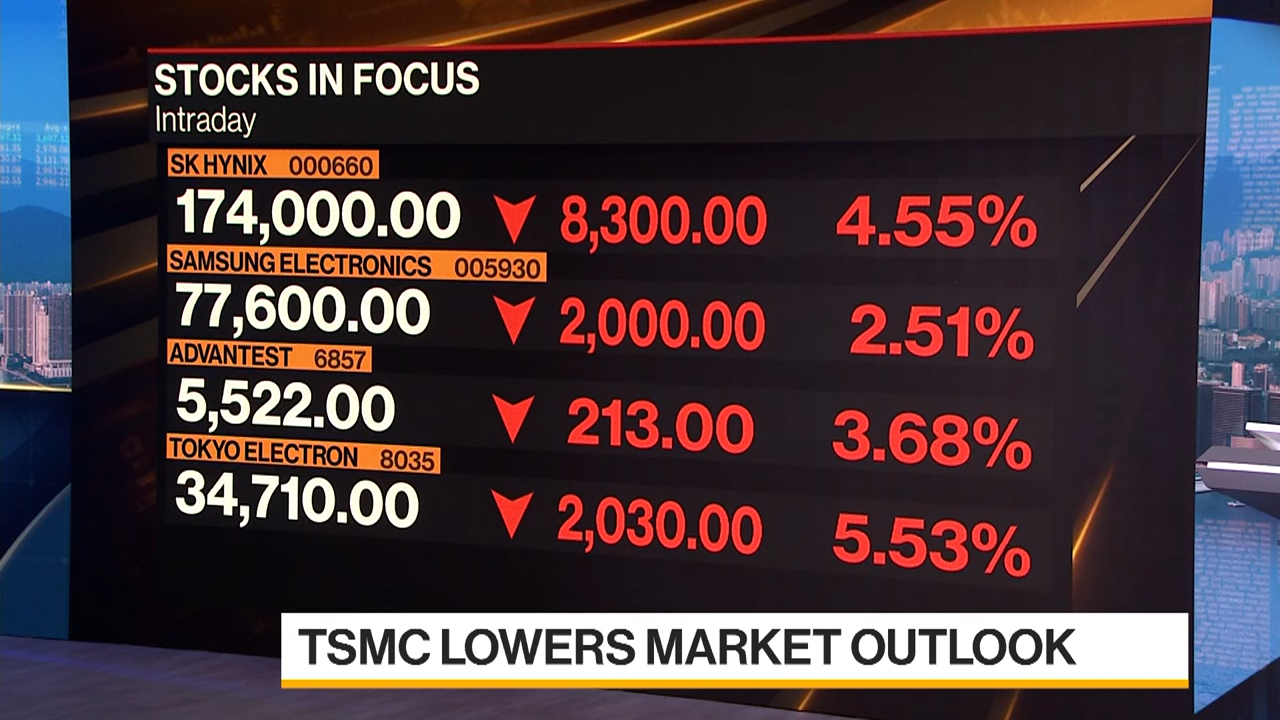 STOCKS IN FOCUS
Intraday
SK HYNIX 000660
174,000.00 8,300.00 4.55%
SAMSUNG ELECTRONICS 005930
77,600.00 2,000.00 2.51%
ADVANTEST 6857
5,522.00 213.00 3.68%
TOKYO ELECTRON 8035
34,710.00 2,030.00 5.53%
TSMC LOWERS MARKET OUTLOOK